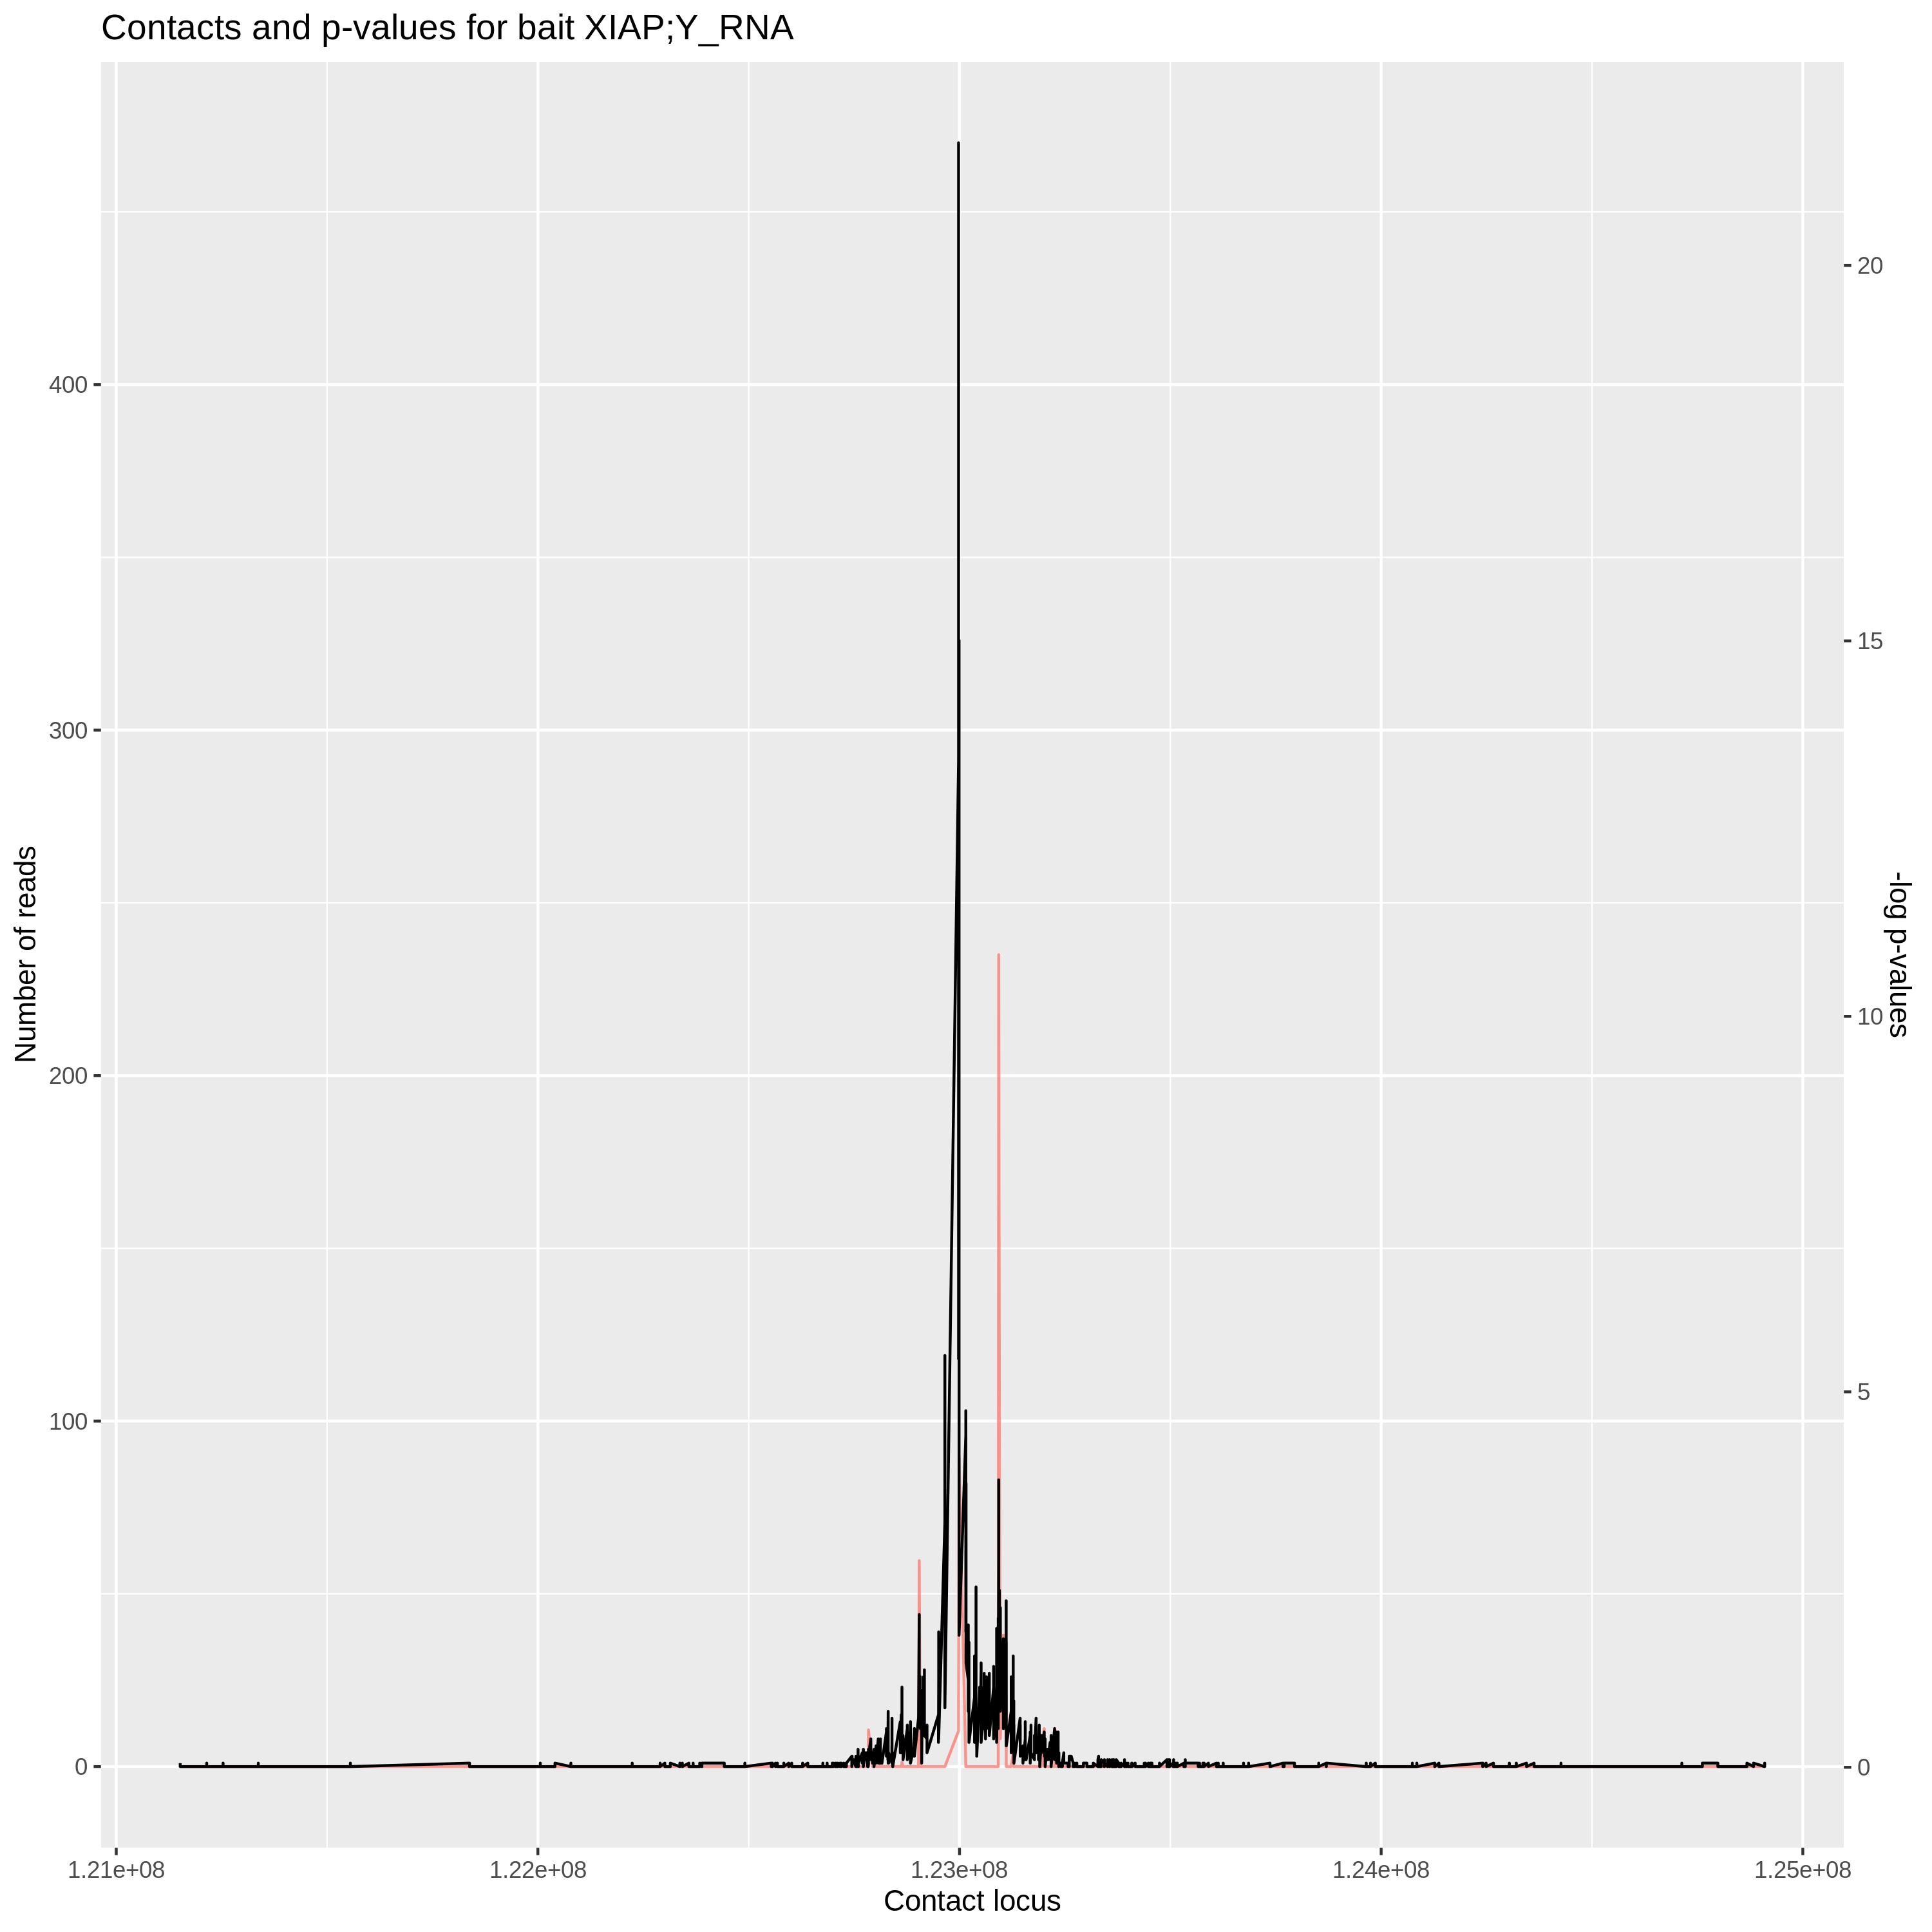 Contacts and p-values for bait XIAP;Y_RNA
400
300
200
100
0
Number of reads
20
15
10
5
0
-log p-values
1.21e+08 1.22e+08 1.23e+08 1.24e+08 1.25e+08
Contact locus